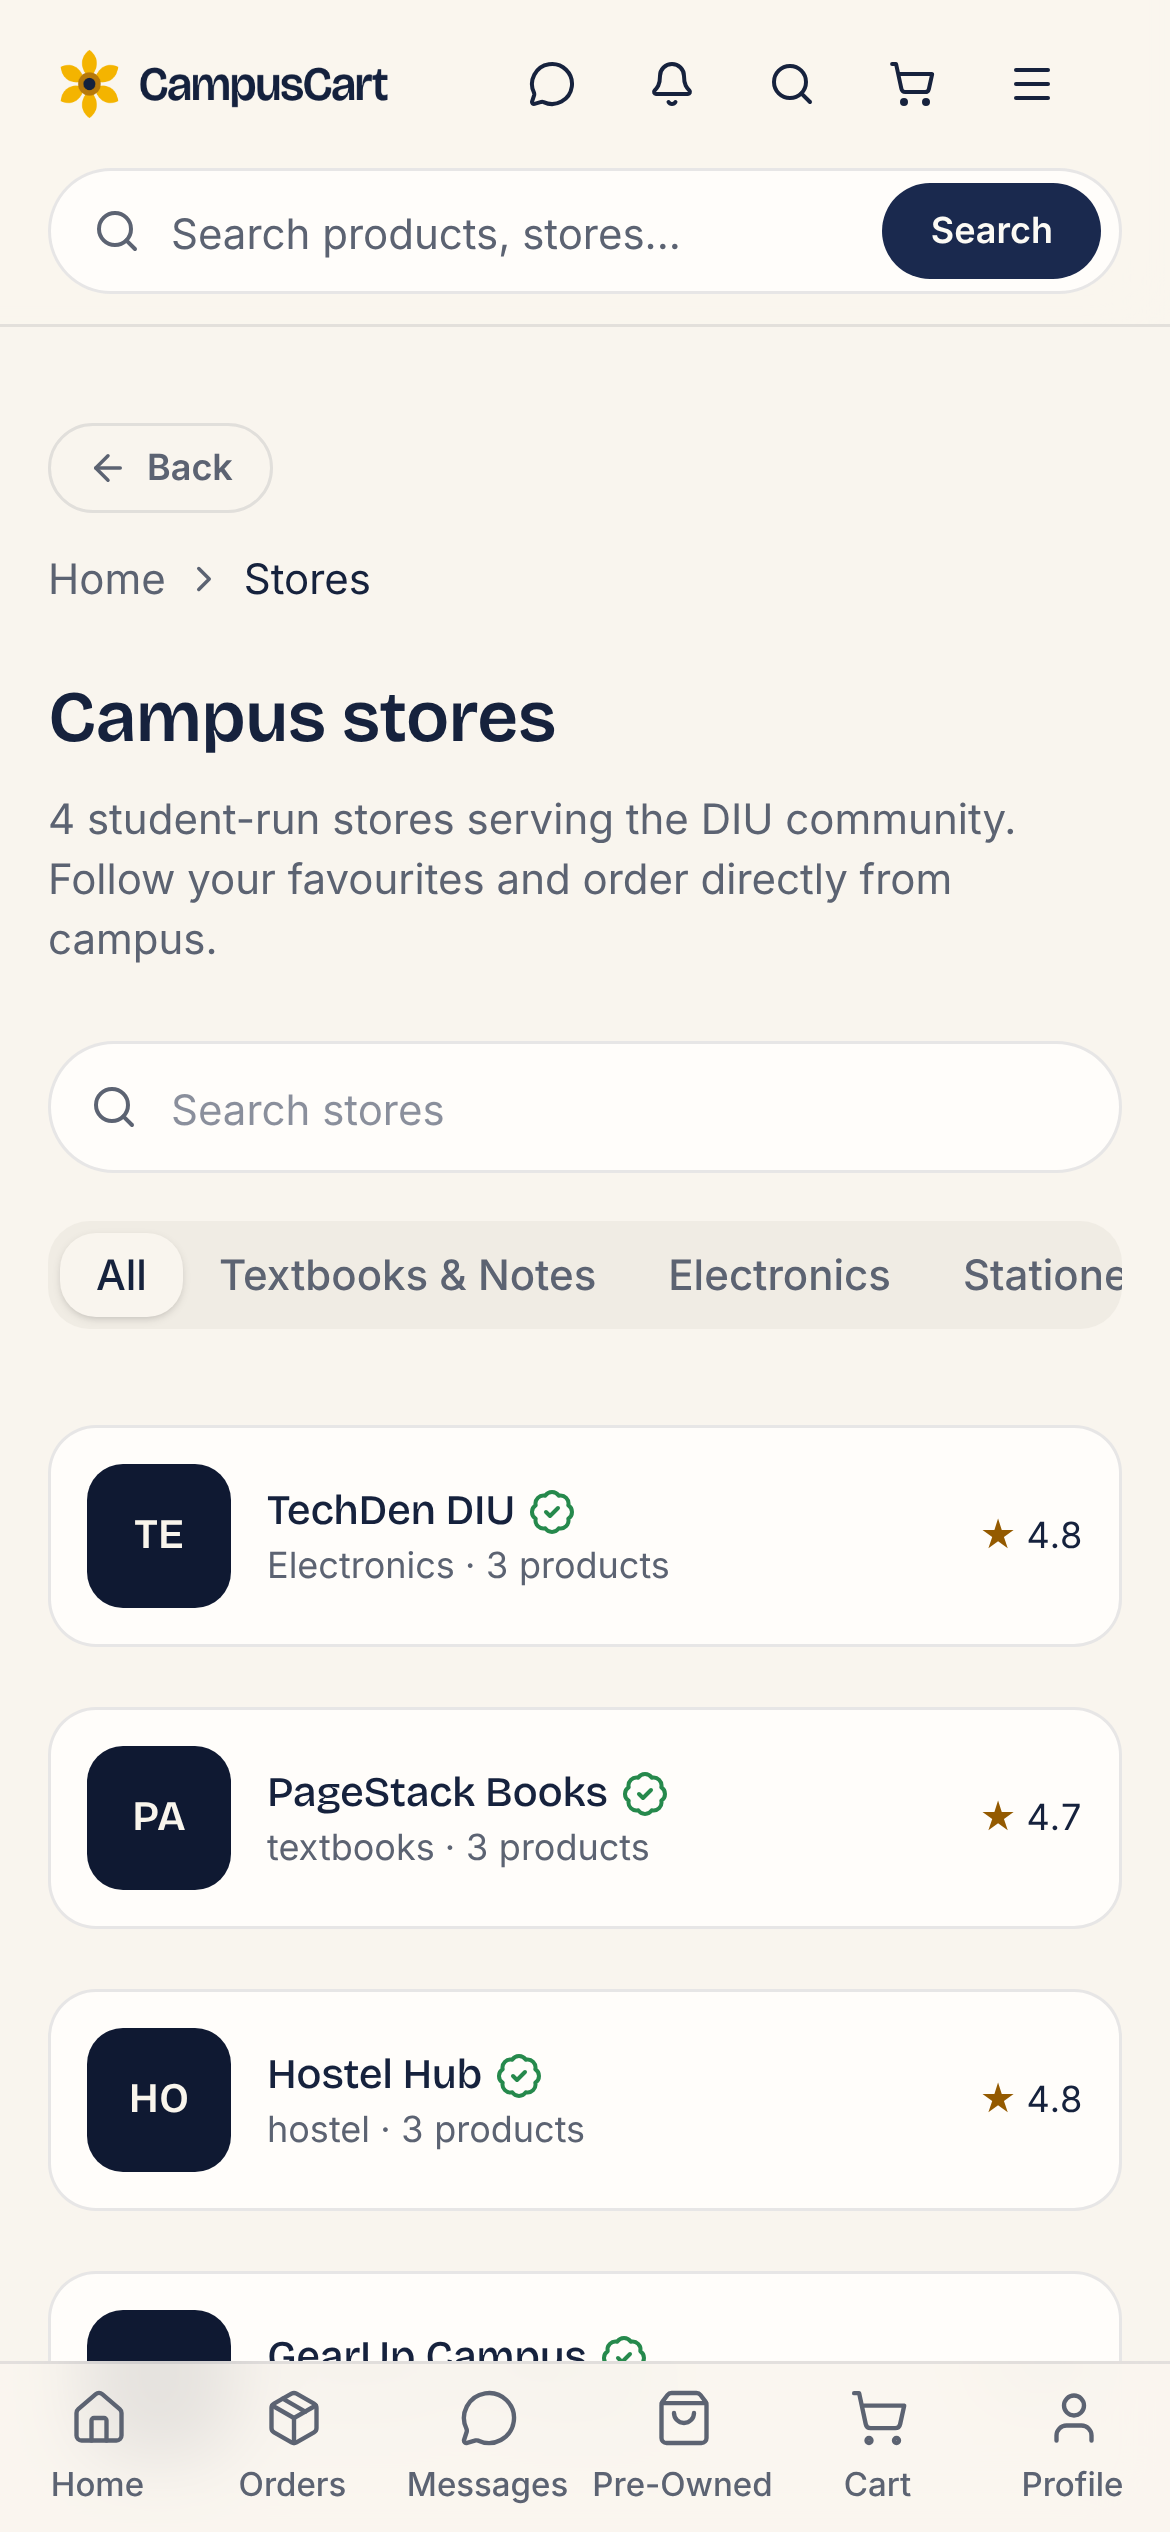 CampusCart
Search products, stores...
Search
Back
Home > Stores
Campus stores
4 student-run stores serving the DIU community.
Follow your favourites and order directly from
campus.
Search stores
All Textbooks & Notes Electronics Statione
TE
TechDen DIU
Electronics · 3 products
★ 4.8
PA
PageStack Books
textbooks · 3 products
★ 4.7
HO
Hostel Hub
hostel · 3 products
★ 4.8
GearUp Campus
Home Orders Messages Pre-Owned Cart Profile